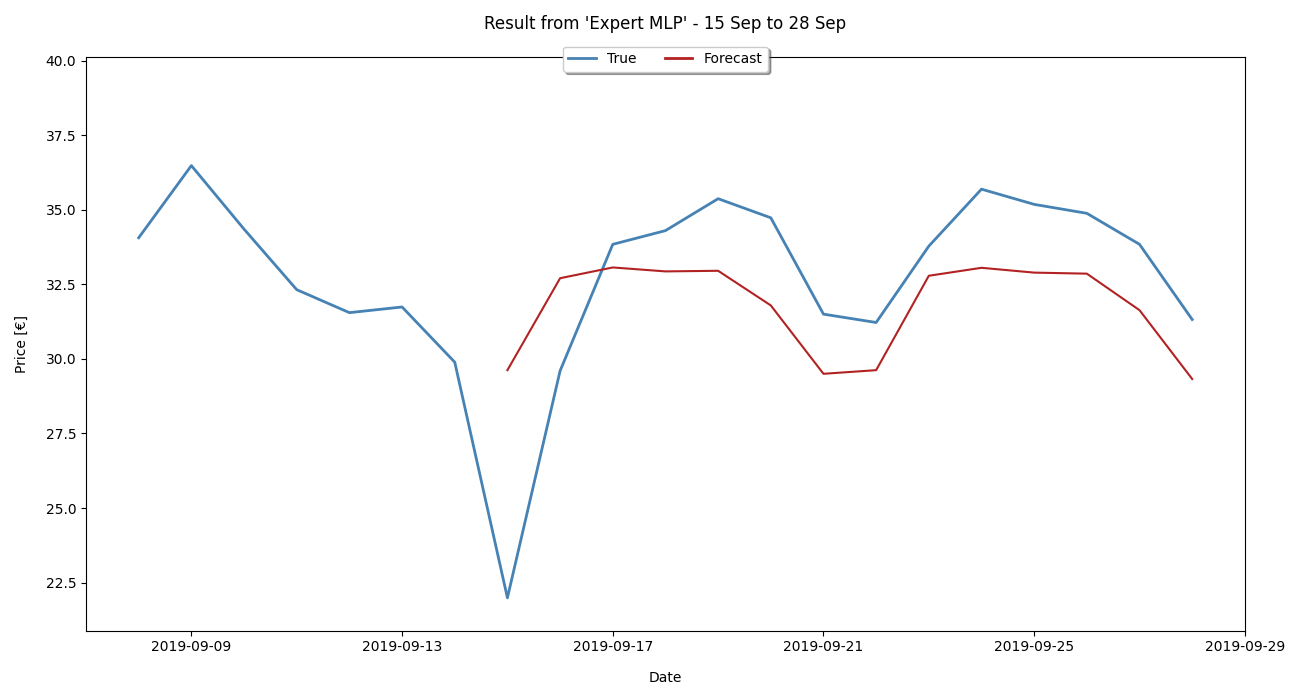 Result from 'Expert MLP' - 15 Sep to 28 Sep
True Forecast
40.0
37.5
35.0
32.5
30.0
27.5
25.0
22.5
Price [€]
2019-09-09 2019-09-13 2019-09-17 2019-09-21 2019-09-25 2019-09-29
Date